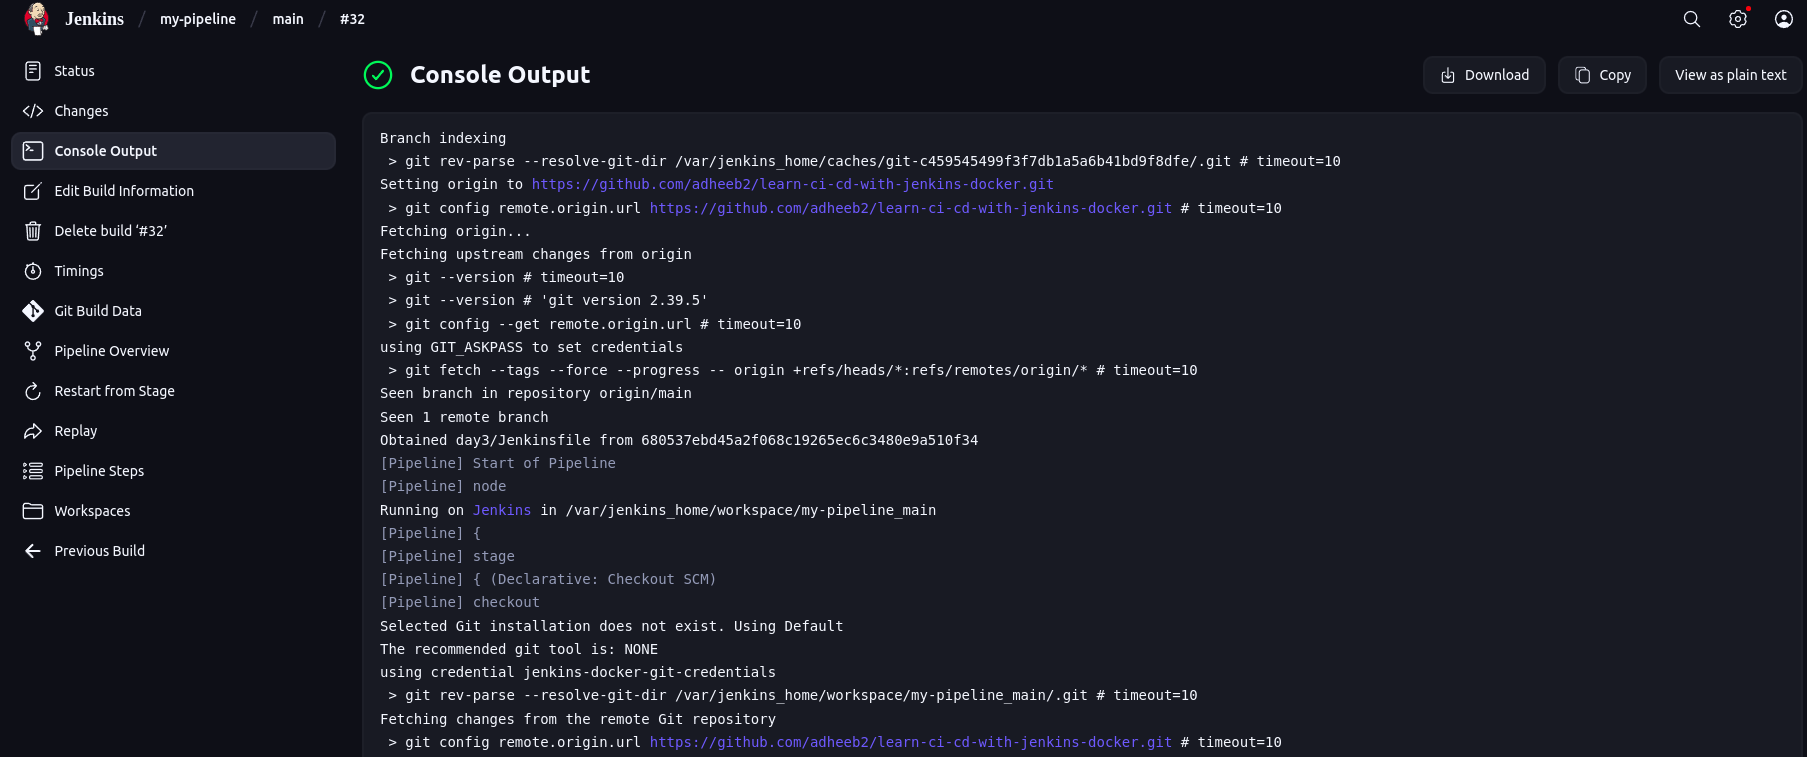 Jenkins / my-pipeline / main / #32
Status
Changes
Console Output
Edit Build Information
Delete build ‘#32’
Timings
Git Build Data
Pipeline Overview
Restart from Stage
Replay
Pipeline Steps
Workspaces
Previous Build
Console Output
Download
Copy
View as plain text
Branch indexing
 > git rev-parse --resolve-git-dir /var/jenkins_home/caches/git-c459545499f3f7db1a5a6b41bd9f8dfe/.git # timeout=10
Setting origin to https://github.com/adheeb2/learn-ci-cd-with-jenkins-docker.git
 > git config remote.origin.url https://github.com/adheeb2/learn-ci-cd-with-jenkins-docker.git # timeout=10
Fetching origin...
Fetching upstream changes from origin
 > git --version # timeout=10
 > git --version # 'git version 2.39.5'
 > git config --get remote.origin.url # timeout=10
using GIT_ASKPASS to set credentials
 > git fetch --tags --force --progress -- origin +refs/heads/*:refs/remotes/origin/* # timeout=10
Seen branch in repository origin/main
Seen 1 remote branch
Obtained day3/Jenkinsfile from 680537ebd45a2f068c19265ec6c3480e9a510f34
[Pipeline] Start of Pipeline
[Pipeline] node
Running on Jenkins in /var/jenkins_home/workspace/my-pipeline_main
[Pipeline] {
[Pipeline] stage
[Pipeline] { (Declarative: Checkout SCM)
[Pipeline] checkout
Selected Git installation does not exist. Using Default
The recommended git tool is: NONE
using credential jenkins-docker-git-credentials
 > git rev-parse --resolve-git-dir /var/jenkins_home/workspace/my-pipeline_main/.git # timeout=10
Fetching changes from the remote Git repository
 > git config remote.origin.url https://github.com/adheeb2/learn-ci-cd-with-jenkins-docker.git # timeout=10